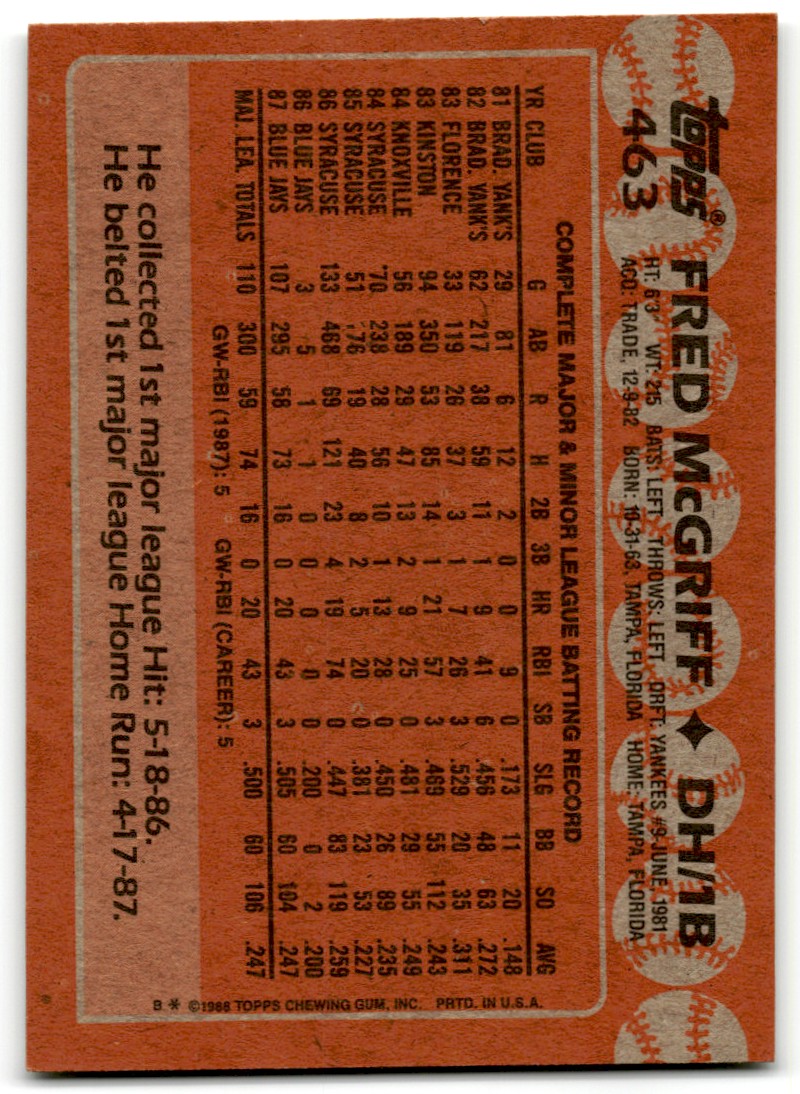 topps®
463
FRED McGRIFF ♦ DH/1B
HT: 6'3 WT: 215 BATS: LEFT THROWS: LEFT DRFT: YANKEES #9-JUNE, 1981
ACQ: TRADE, 12-9-82 BORN: 10-31-63, TAMPA, FLORIDA HOME: TAMPA, FLORIDA
COMPLETE MAJOR & MINOR LEAGUE BATTING RECORD
YR CLUB G AB R H 2B 3B HR RBI SB SLG BB SO AVG
81 BRAD. YANK'S 29 81 6 12 2 0 0 9 0 .173 11 20 .148
82 BRAD. YANK'S 62 217 38 59 11 1 9 41 6 .456 48 63 .272
83 FLORENCE 33 119 26 37 3 1 7 26 3 .529 20 35 .311
83 KINSTON 94 350 53 85 14 1 21 57 3 .469 55 112 .243
84 KNOXVILLE 56 189 29 47 13 2 9 25 0 .481 29 55 .249
84 SYRACUSE 70 238 28 56 10 1 13 28 0 .450 26 89 .235
85 SYRACUSE 51 176 19 40 8 2 5 20 0 .381 23 53 .227
86 SYRACUSE 133 468 69 121 23 4 19 74 0 .447 83 119 .259
86 BLUE JAYS 3 5 1 1 0 0 0 0 0 .200 0 2 .200
87 BLUE JAYS 107 295 58 73 16 0 20 43 3 .505 60 104 .247
MAJ. LEA. TOTALS 110 300 59 74 16 0 20 43 3 .500 60 106 .247
GW-RBI (1987): 5 GW-RBI (CAREER): 5
He collected 1st major league Hit: 5-18-86.
He belted 1st major league Home Run: 4-17-87.
B * ©1988 TOPPS CHEWING GUM, INC. PRTD. IN U.S.A.